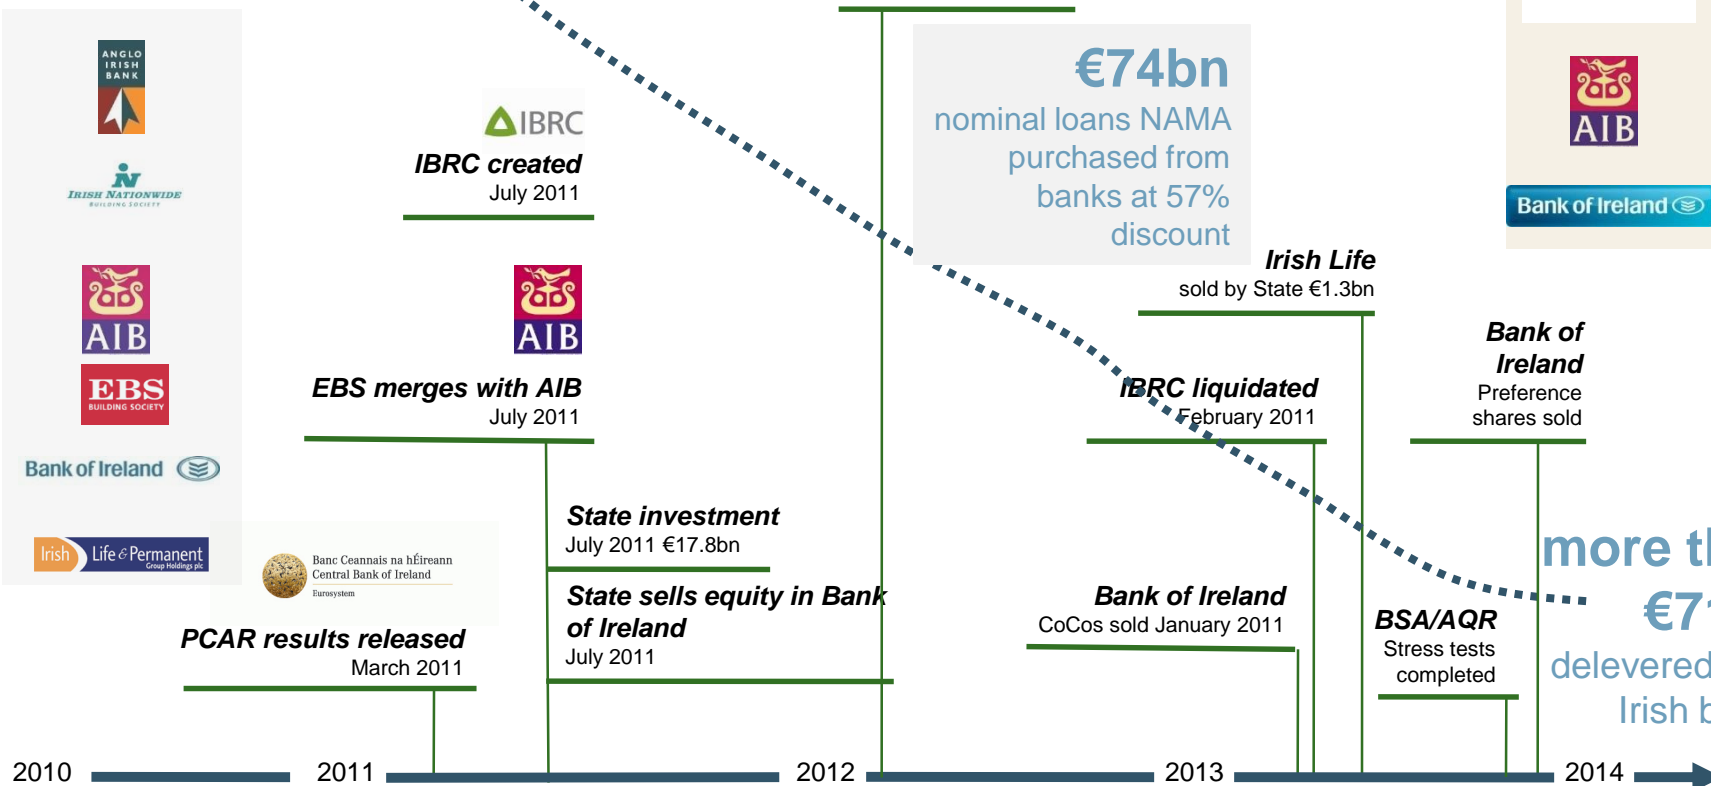 ANGLO
IRISH
BANK
IRISH NATIONWIDE
BUILDING SOCIETY
AIB
EBS
BUILDING SOCIETY
Bank of Ireland
Irish Life & Permanent
Group Holdings plc
Banc Ceannais na hÉireann
Central Bank of Ireland
Eurosystem
PCAR results released
March 2011
IBRC
IBRC created
July 2011
AIB
EBS merges with AIB
July 2011
State investment
July 2011 €17.8bn
State sells equity in Bank
of Ireland
July 2011
€74bn
nominal loans NAMA
purchased from
banks at 57%
discount
Irish Life
sold by State €1.3bn
IBRC liquidated
February 2011
Bank of Ireland
CoCos sold January 2011
BSA/AQR
Stress tests
completed
Bank of
Ireland
Preference
shares sold
AIB
Bank of Ireland
more
delevered
Irish
2010 2011 2012 2013 2014